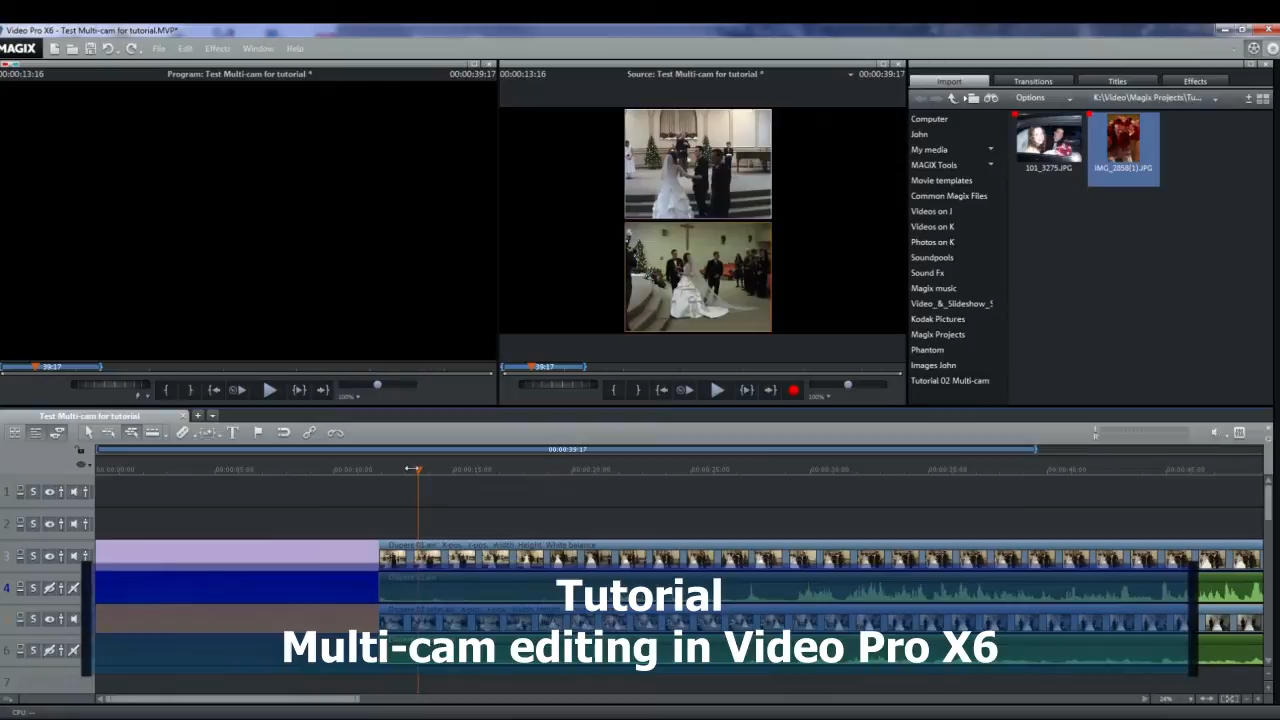 Video Pro X6 - Test Multi-cam for tutorial.MVP*
MAGIX
File Edit Effects Window Help
00:00:13:16 Program: Test Multi-cam for tutorial * 00:00:39:17
00:00:13:16 Source: Test Multi-cam for tutorial * 00:00:39:17
Import Transitions Titles Effects
Options K:\Video\Magix Projects\Tu...
Computer
John
My media
MAGIX Tools
Movie templates
Common Magix Files
Videos on J
Videos on K
Photos on K
Soundpools
Sound Fx
Magix music
Video_&_Slideshow_S
Kodak Pictures
Magix Projects
Phantom
Images John
Tutorial 02 Multi-cam
101_3275.JPG
IMG_2858(1).JPG
39:17
39:17
100%
100%
Test Multi-cam for tutorial
00:00:39:17
00:00:00:00 00:00:05:00 00:00:10:00 00:00:15:00 00:00:20:00 00:00:25:00 00:00:30:00 00:00:35:00 00:00:40:00 00:00:45:00
1 S
2 S
3 S
4 S
S
6 S
7
Tutorial
Multi-cam editing in Video Pro X6
24%
CPU: --